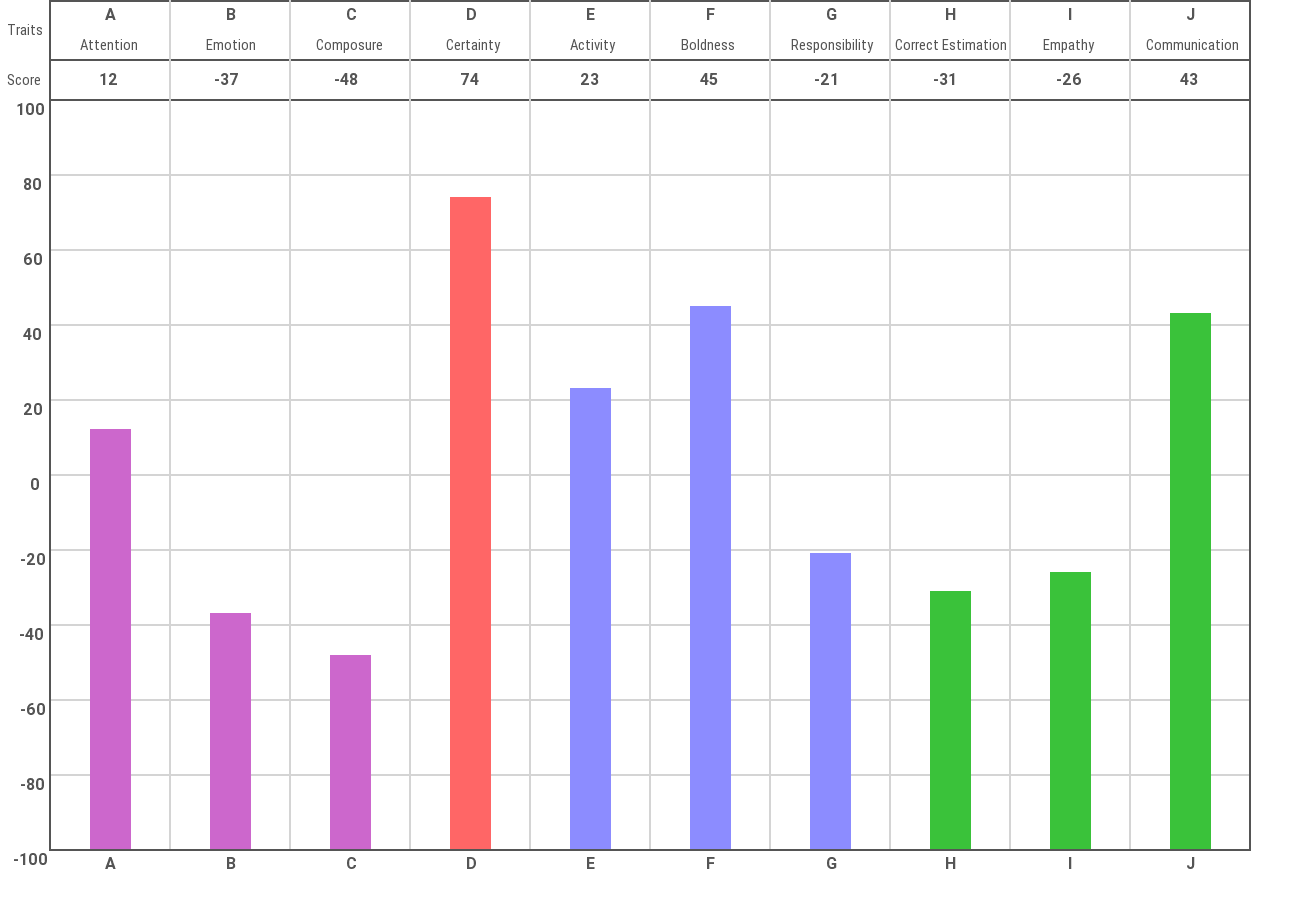 A B C D E F G H I J
Traits
Attention Emotion Composure Certainty Activity Boldness Responsibility Correct Estimation Empathy Communication
Score 12 -37 -48 74 23 45 -21 -31 -26 43
100
80
60
40
20
0
-20
-40
-60
-80
-100
A B C D E F G H I J